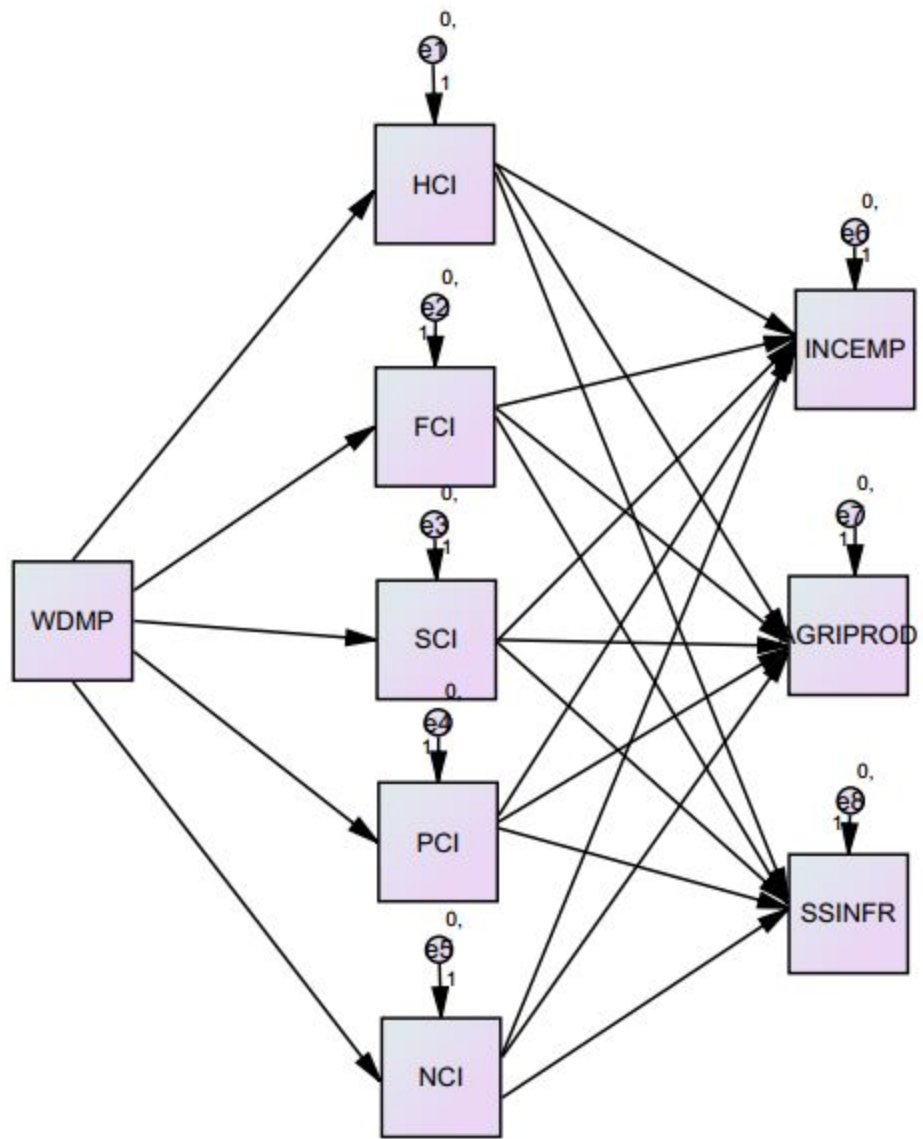 0,
e1
1
HCI
0,
e6
1
INCEMP
0,
e2
1
FCI
0,
e3
1
SCI
0,
e7
1
AGRIPROD
WDMP
0,
e4
1
PCI
0,
e8
1
SSINFR
0,
e5
1
NCI